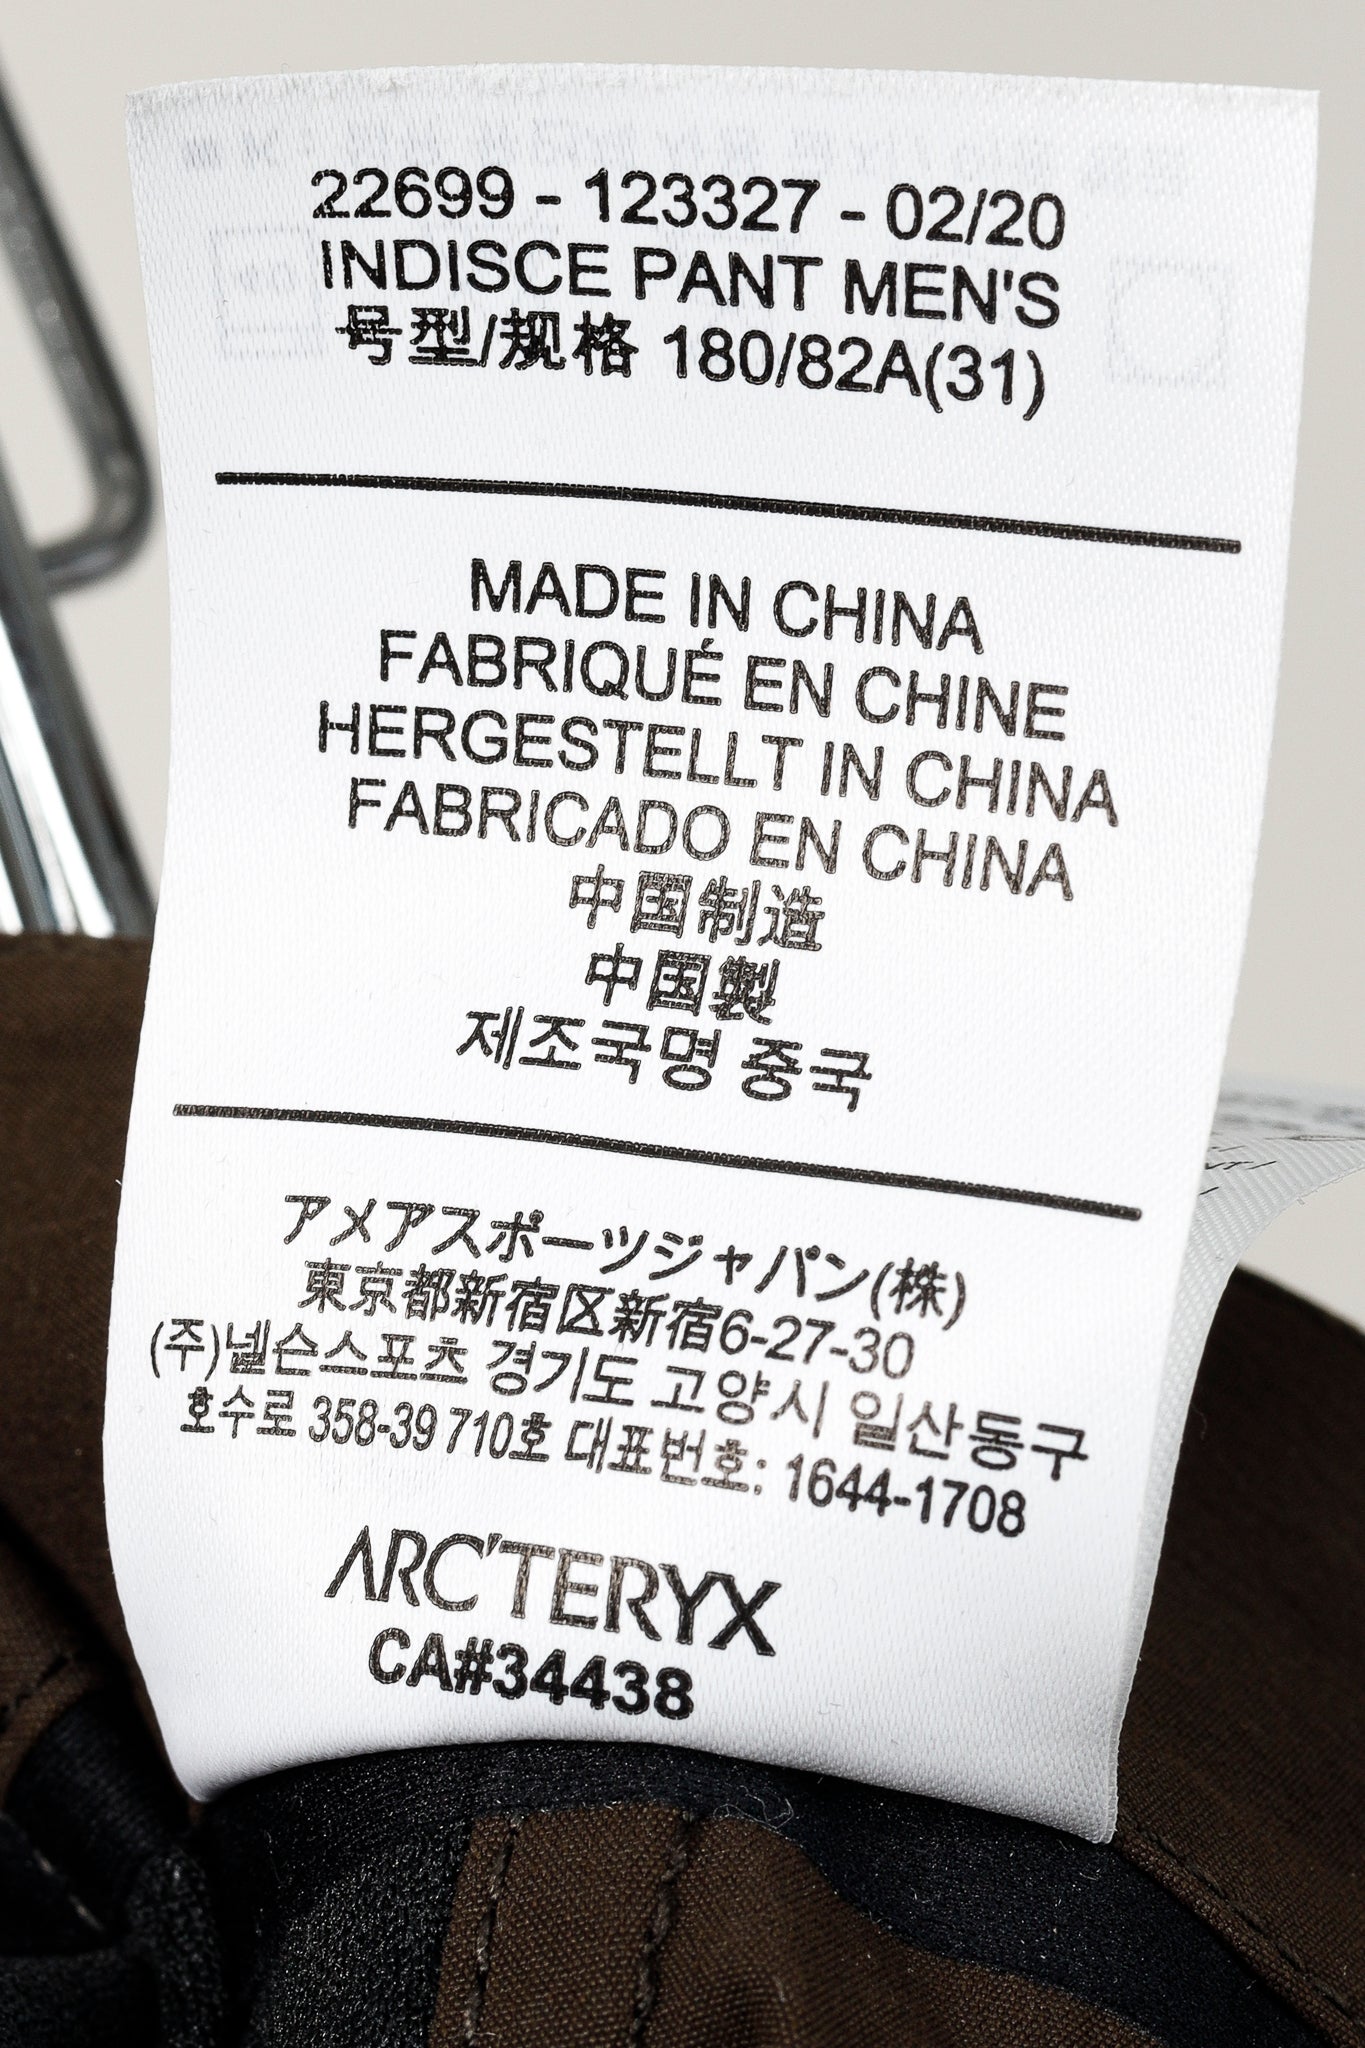 22699 - 123327 - 02/20
INDISCE PANT MEN'S
号型/规格 180/82A(31)
MADE IN CHINA
FABRIQUÉ EN CHINE
HERGESTELLT IN CHINA
FABRICADO EN CHINA
中国制造
中国製
제조국명 중국
アメアスポーツジャパン(株)
東京都新宿区新宿6-27-30
(주)넬슨스포츠 경기도 고양시 일산동구
호수로 358-39 710호 대표번호: 1644-1708
ARC'TERYX
CA#34438